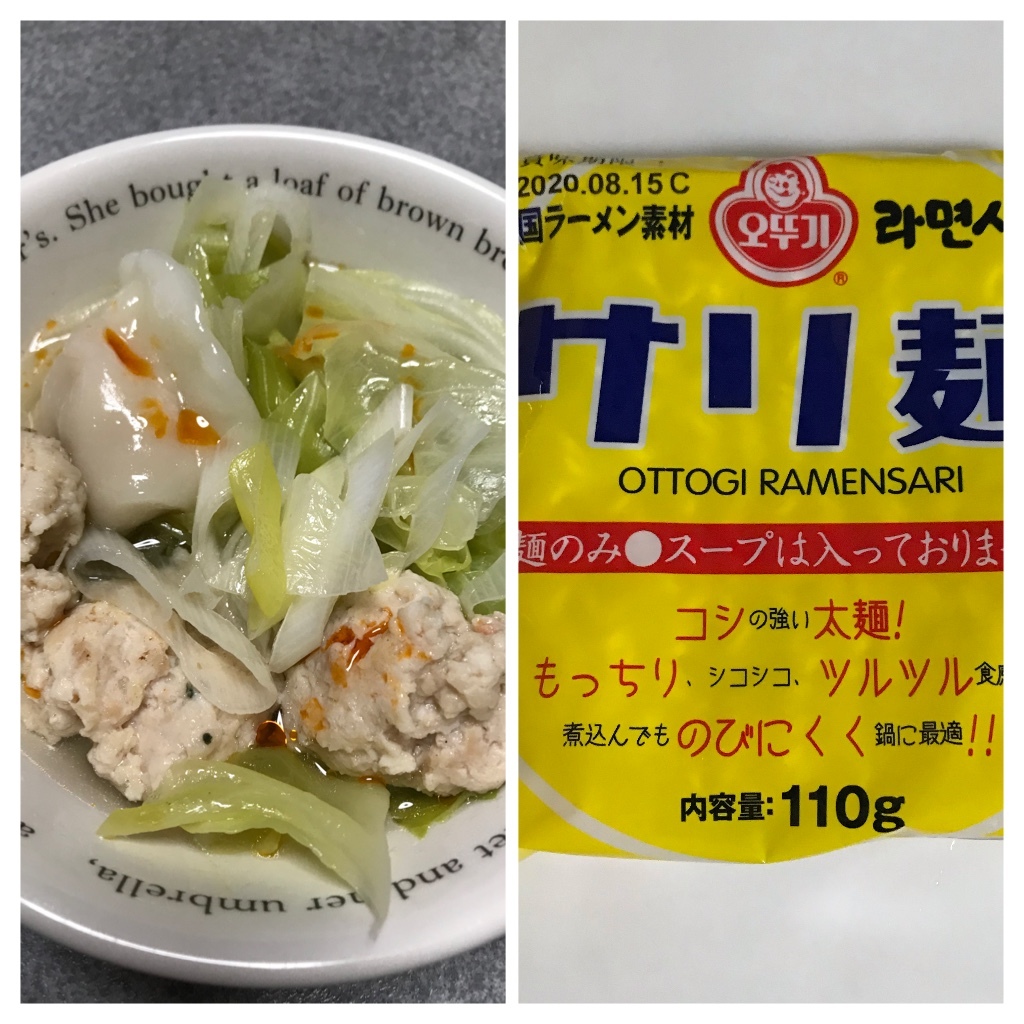 r's. She bought a loaf of brown bre
et and her umbrella,
2020.08.15 C
国ラーメン素材
오뚜기
®
라면사
サリ麺
OTTOGI RAMENSARI
麺のみ●スープは入っておりま
コシの強い太麺!
もっちり、シコシコ、ツルツル食感
煮込んでものびにくく鍋に最適!!
内容量:110g